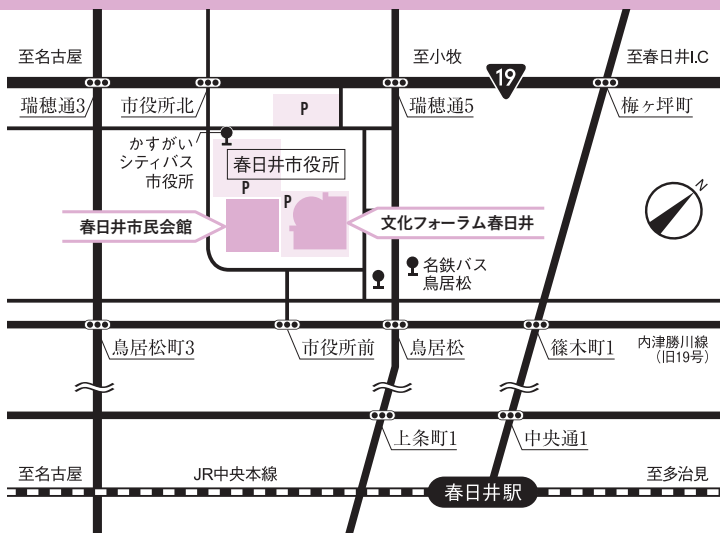 至名古屋
至小牧
19
至春日井I.C
瑞穂通3
市役所北
P
瑞穂通5
梅ヶ坪町
かすがい
シティバス
市役所
春日井市役所
P
P
N
春日井市民会館
文化フォーラム春日井
名鉄バス
鳥居松
鳥居松町3
市役所前
鳥居松
篠木町1
内津勝川線
(旧19号)
上条町1
中央通1
至名古屋
JR中央本線
春日井駅
至多治見